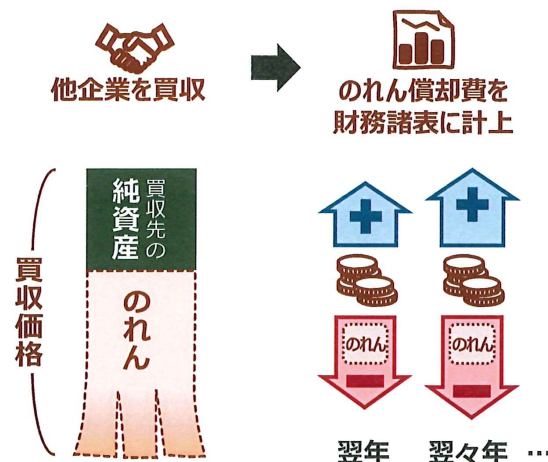 他企業を買収
のれん償却費を
財務諸表に計上
買収価格
買収先の
純資産
のれん
のれん
のれん
翌年
翌々年
…